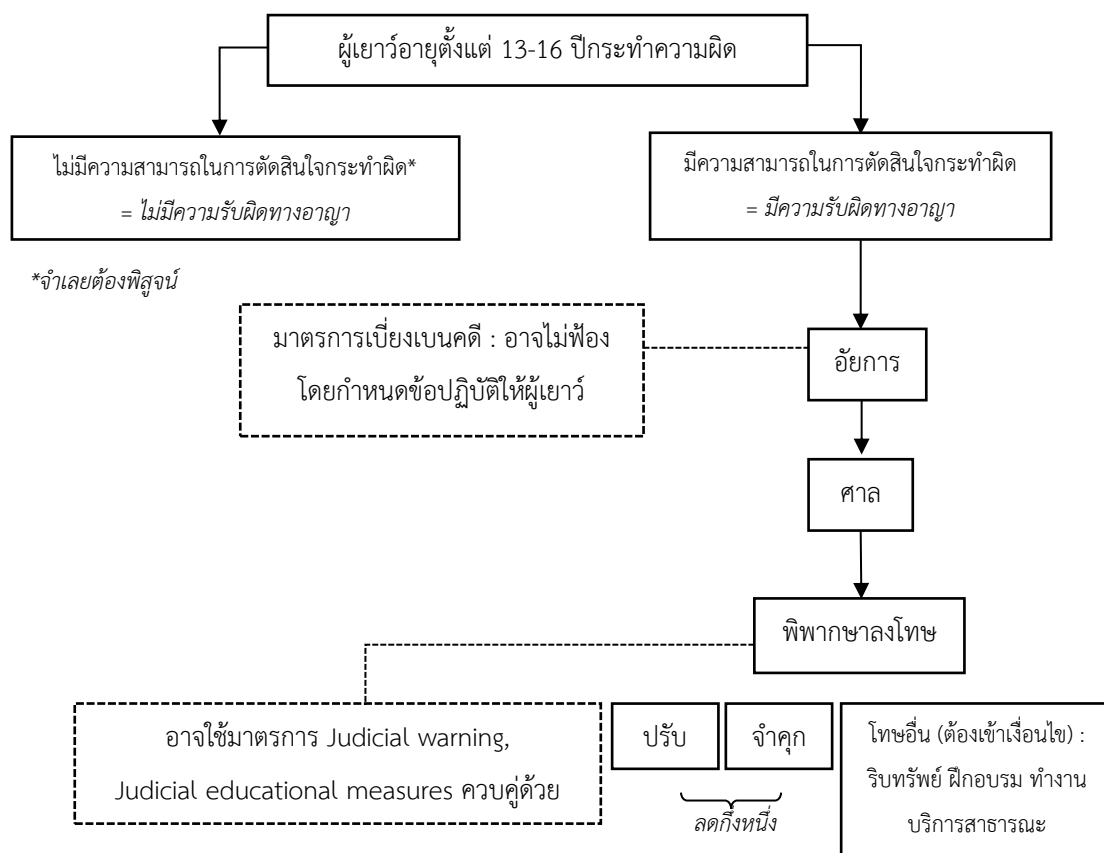 ผู้เยาว์อายุตั้งแต่ 13-16 ปีกระทำความผิด
ไม่มีความสามารถในการตัดสินใจกระทำผิด*
= ไม่มีความรับผิดทางอาญา
มีความสามารถในการตัดสินใจกระทำผิด
= มีความรับผิดทางอาญา
*จำเลยต้องพิสูจน์
มาตรการเบี่ยงเบนคดี : อาจไม่ฟ้อง
โดยกำหนดข้อปฏิบัติให้ผู้เยาว์
อัยการ
ศาล
พิพากษาลงโทษ
อาจใช้มาตรการ Judicial warning,
Judicial educational measures ควบคู่ด้วย
ปรับ
จำคุก
ลดกึ่งหนึ่ง
โทษอื่น (ต้องเข้าเงื่อนไข) :
ริบทรัพย์ ฝึกอบรม ทำงาน
บริการสาธารณะ